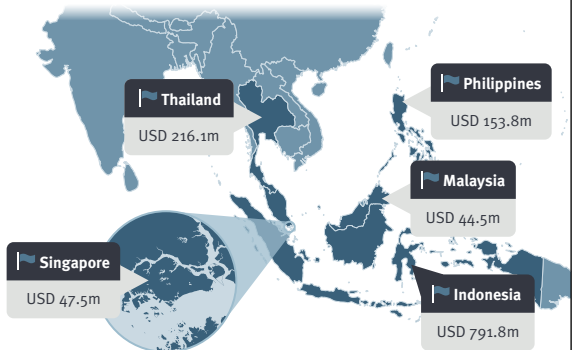 Thailand
USD 216.1m
Philippines
USD 153.8m
Malaysia
USD 44.5m
Singapore
USD 47.5m
Indonesia
USD 791.8m